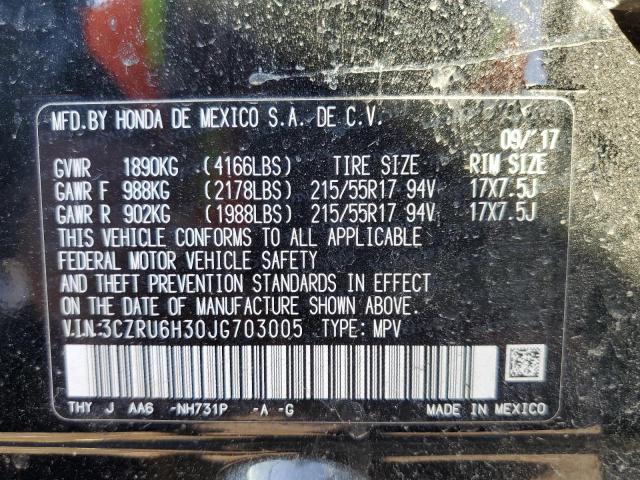 MFD.BY HONDA DE MEXICO S.A. DE C.V.
09/17
GVWR 1890KG (4166LBS) TIRE SIZE RIM SIZE
GAWR F 988KG (2178LBS) 215/55R17 94V 17X7.5J
GAWR R 902KG (1988LBS) 215/55R17 94V 17X7.5J
THIS VEHICLE CONFORMS TO ALL APPLICABLE
FEDERAL MOTOR VEHICLE SAFETY
AND THEFT PREVENTION STANDARDS IN EFFECT
ON THE DATE OF MANUFACTURE SHOWN ABOVE.
V.I.N:3CZRU6H30JG703005 TYPE: MPV
THY J AA6 -NH731P -A -G MADE IN MEXICO